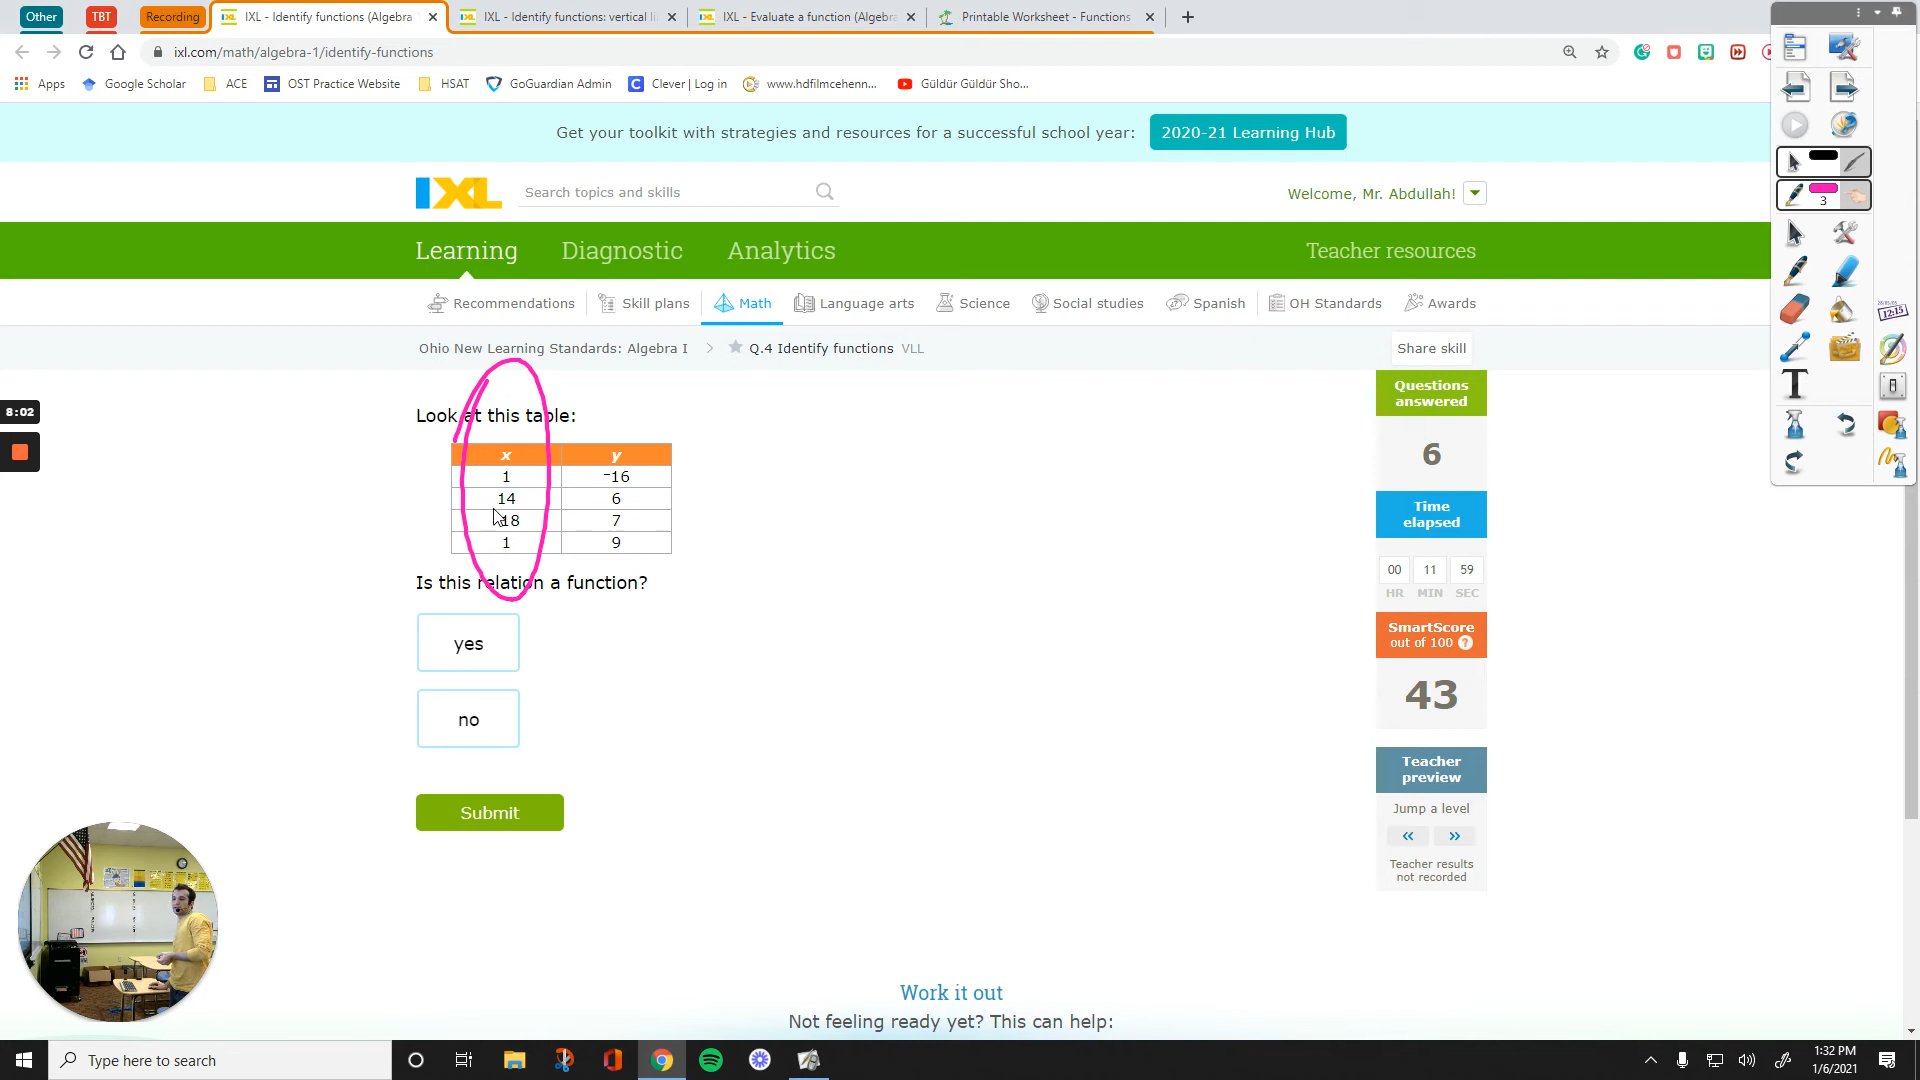 Other
TBT
Recording
IXL - Identify functions (Algebra
IXL - Identify functions: vertical li
IXL - Evaluate a function (Algebra
Printable Worksheet - Functions
ixl.com/math/algebra-1/identify-functions
Apps
Google Scholar
ACE
OST Practice Website
HSAT
GoGuardian Admin
Clever | Log in
www.hdfilmcehenn...
Güldür Güldür Sho...
Get your toolkit with strategies and resources for a successful school year:
2020-21 Learning Hub
IXL
Search topics and skills
Welcome, Mr. Abdullah!
Learning
Diagnostic
Analytics
Teacher resources
Recommendations
Skill plans
Math
Language arts
Science
Social studies
Spanish
OH Standards
Awards
Ohio New Learning Standards: Algebra I
Q.4 Identify functions VLL
Share skill
8:02
Look at this table:
x y
1 -16
14 6
18 7
1 9
Is this relation a function?
yes
no
Submit
Questions
answered
6
Time
elapsed
00 11 59
HR MIN SEC
SmartScore
out of 100 ?
43
Teacher
preview
Jump a level
Teacher results
not recorded
Work it out
Not feeling ready yet? This can help:
3
12:15
T
Type here to search
1:32 PM
1/6/2021